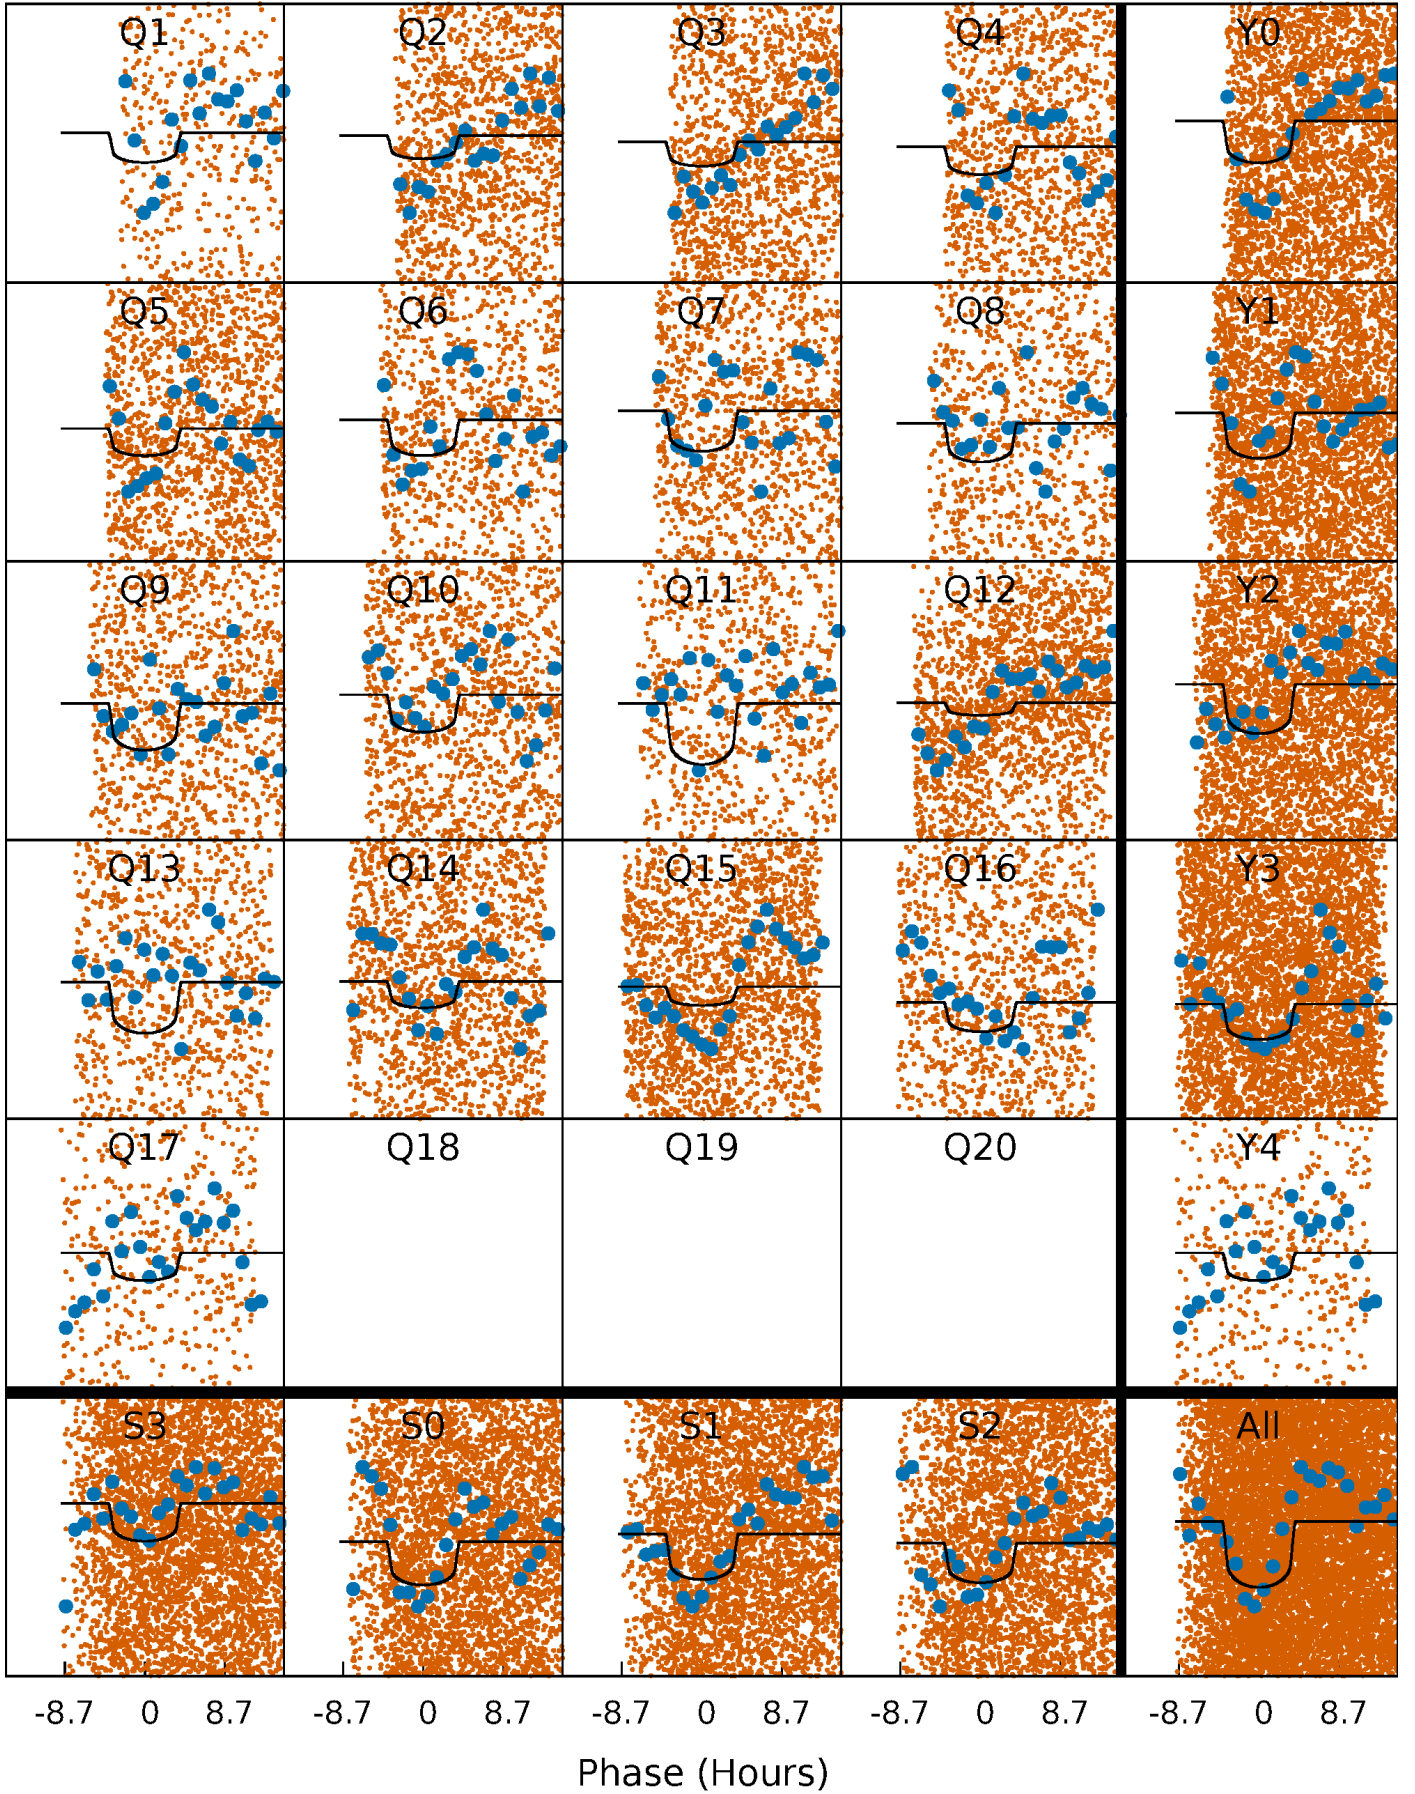 Q1 Q2 Q3 Q4 Y0
Q5 Q6 Q7 Q8 Y1
Q9 Q10 Q11 Q12 Y2
Q13 Q14 Q15 Q16 Y3
Q17 Q18 Q19 Q20 Y4
S3 S0 S1 S2 All
-8.7 0 8.7 -8.7 0 8.7 -8.7 0 8.7 -8.7 0 8.7 -8.7 0 8.7
Phase (Hours)